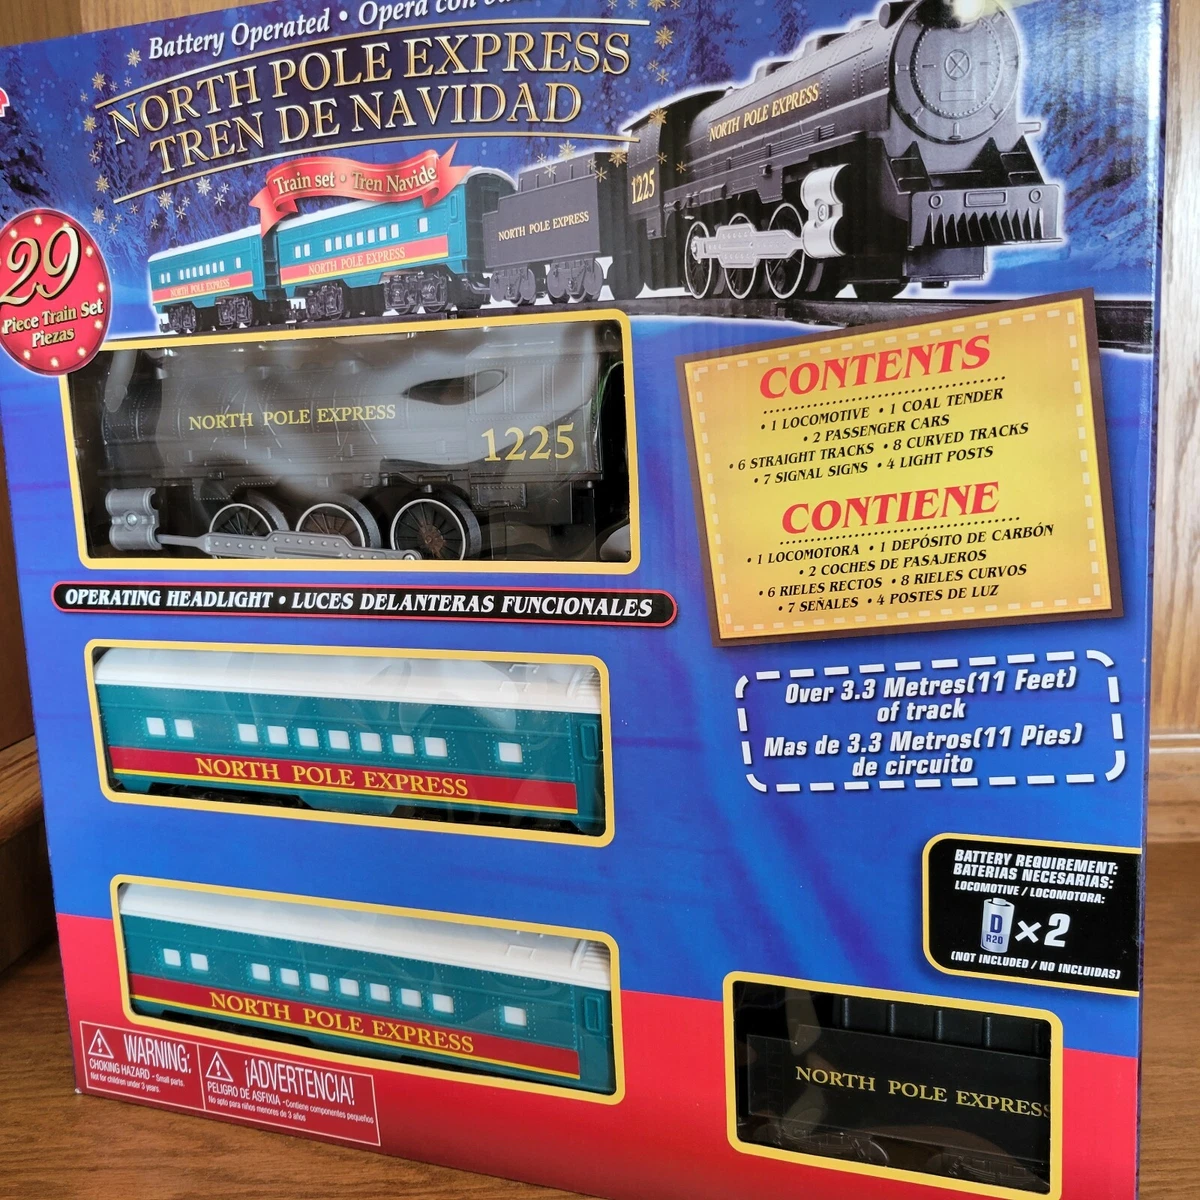 Battery Operated • Opera con
NORTH POLE EXPRESS
TREN DE NAVIDAD
Train set • Tren Navide
NORTH POLE EXPRESS
1225
NORTH POLE EXPRESS
NORTH POLE EXPRESS
NORTH POLE EXPRESS
29
Piece Train Set
Piezas
NORTH POLE EXPRESS
1225
CONTENTS
• 1 LOCOMOTIVE • 1 COAL TENDER
• 2 PASSENGER CARS
• 6 STRAIGHT TRACKS • 8 CURVED TRACKS
• 7 SIGNAL SIGNS • 4 LIGHT POSTS
CONTIENE
• 1 LOCOMOTORA • 1 DEPÓSITO DE CARBÓN
• 2 COCHES DE PASAJEROS
• 6 RIELES RECTOS • 8 RIELES CURVOS
• 7 SEÑALES • 4 POSTES DE LUZ
OPERATING HEADLIGHT • LUCES DELANTERAS FUNCIONALES
Over 3.3 Metres(11 Feet)
of track
Mas de 3.3 Metros(11 Pies)
de circuito
NORTH POLE EXPRESS
BATTERY REQUIREMENT:
BATERIAS NECESARIAS:
LOCOMOTIVE / LOCOMOTORA:
D
R20
×2
(NOT INCLUDED / NO INCLUIDAS)
NORTH POLE EXPRESS
WARNING:
CHOKING HAZARD - Small parts.
Not for children under 3 years.
¡ADVERTENCIA!
PELIGRO DE ASFIXIA -Contiene componentes pequeños
No apto para niños menores de 3 años
NORTH POLE EXPRESS